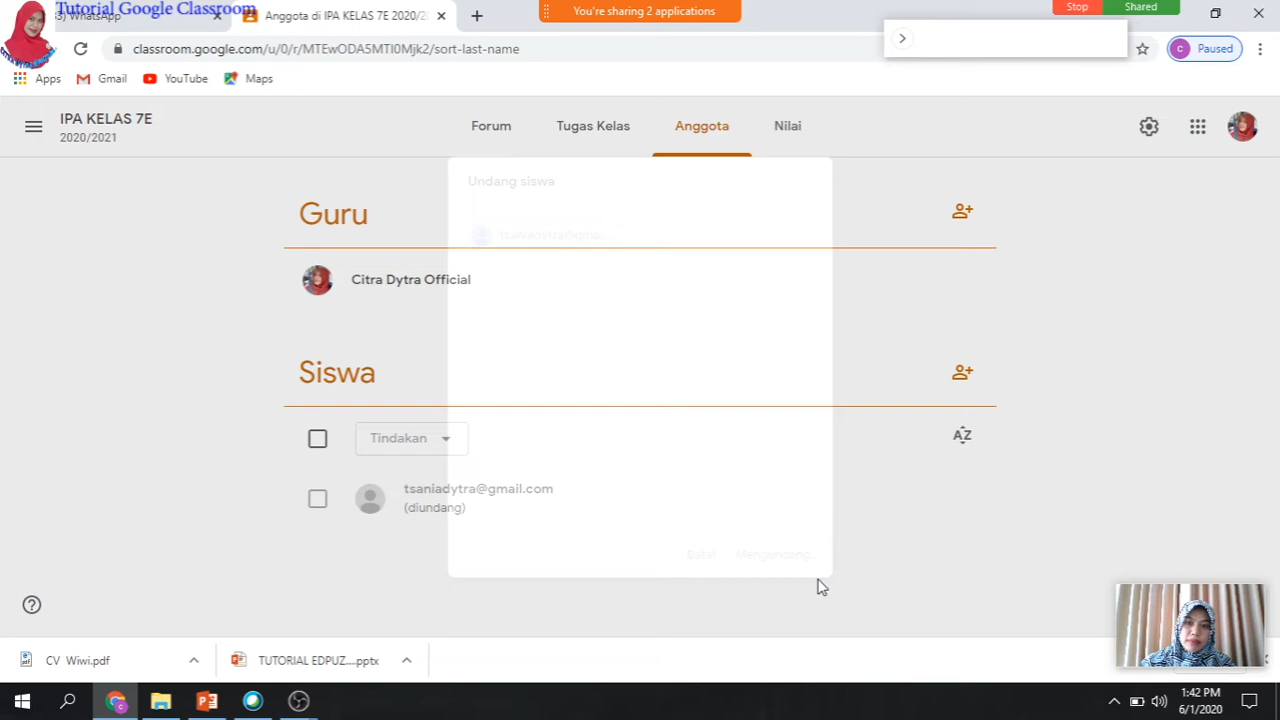 Tutorial Google Classroom
WhatsApp
Anggota di IPA KELAS 7E 2020/2
You're sharing 2 applications
Stop
Shared
classroom.google.com/u/0/r/MTEwODA5MTI0Mjk2/sort-last-name
C
Paused
Apps
Gmail
YouTube
Maps
IPA KELAS 7E
2020/2021
Forum
Tugas Kelas
Anggota
Nilai
Undang siswa
Guru
Citra Dytra Official
Siswa
Tindakan
AZ
tsaniadytra@gmail.com
(diundang)
Batal
Mengundang...
CV Wiwi.pdf
TUTORIAL EDPUZ....pptx
1:42 PM
6/1/2020